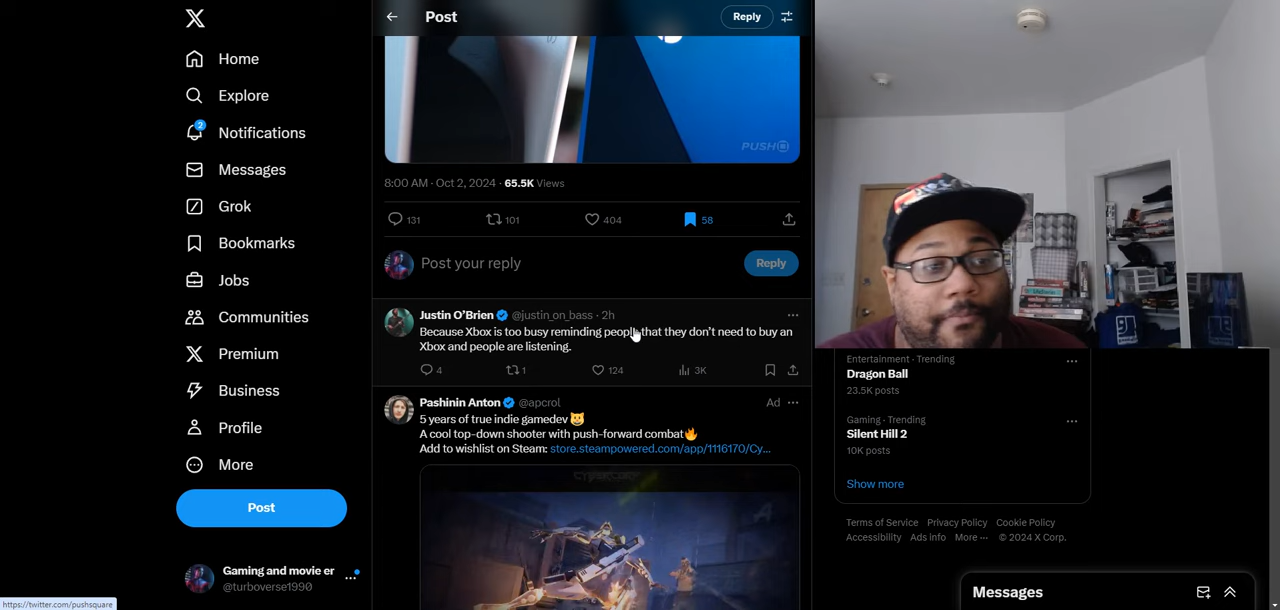 Post
Reply
Home
Explore
2
Notifications
Messages
Grok
Bookmarks
Jobs
Communities
Premium
Business
Profile
More
Post
Gaming and movie er
@turboverse1990
https://twitter.com/pushsquare
PUSH
8:00 AM · Oct 2, 2024 · 65.5K Views
131 101 404 58
Post your reply
Reply
Justin O'Brien @justin_on_bass · 2h
Because Xbox is too busy reminding people that they don't need to buy an
Xbox and people are listening.
4 1 124 3K
Pashinin Anton @apcrol Ad
5 years of true indie gamedev 😺
A cool top-down shooter with push-forward combat🔥
Add to wishlist on Steam: store.steampowered.com/app/1116170/Cy...
Entertainment · Trending
Dragon Ball
23.5K posts
Gaming · Trending
Silent Hill 2
10K posts
Show more
Terms of Service Privacy Policy Cookie Policy
Accessibility Ads info More ··· © 2024 X Corp.
Messages